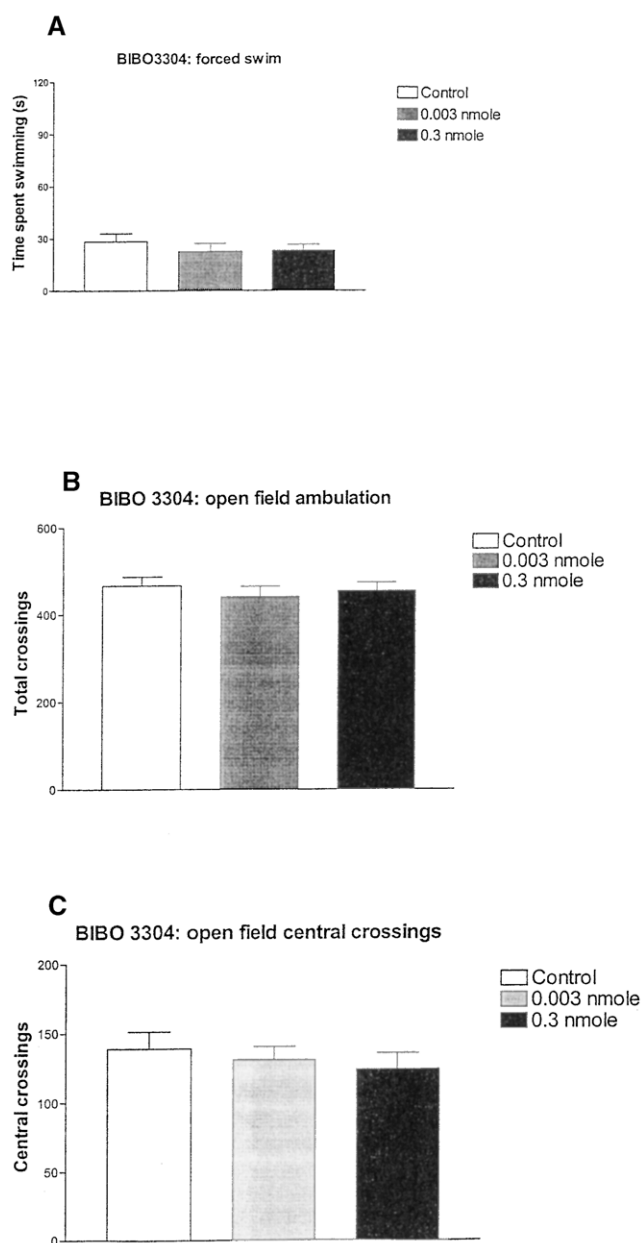 A
BIBO3304: forced swim
Time spent swimming (s)
120
90
60
30
0
Control
0.003 nmole
0.3 nmole
B
BIBO 3304: open field ambulation
Total crossings
600
400
200
0
Control
0.003 nmole
0.3 nmole
C
BIBO 3304: open field central crossings
Central crossings
200
150
100
50
0
Control
0.003 nmole
0.3 nmole